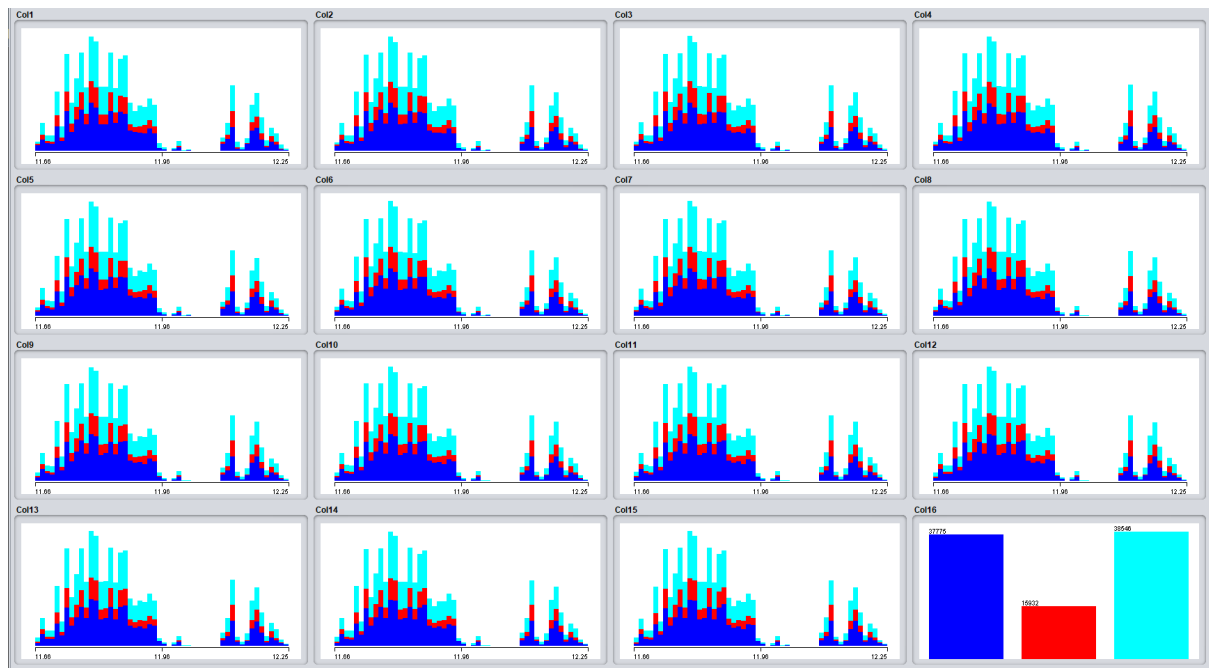 Col1 Col2 Col3 Col4
11.66 11.96 12.25 11.66 11.96 12.25 11.66 11.96 12.25 11.66 11.96 12.25
Col5 Col6 Col7 Col8
11.66 11.96 12.25 11.66 11.96 12.25 11.66 11.96 12.25 11.66 11.96 12.25
Col9 Col10 Col11 Col12
11.66 11.96 12.25 11.66 11.96 12.25 11.66 11.96 12.25 11.66 11.96 12.25
Col13 Col14 Col15 Col16
37775 15932 38546
11.66 11.96 12.25 11.66 11.96 12.25 11.66 11.96 12.25